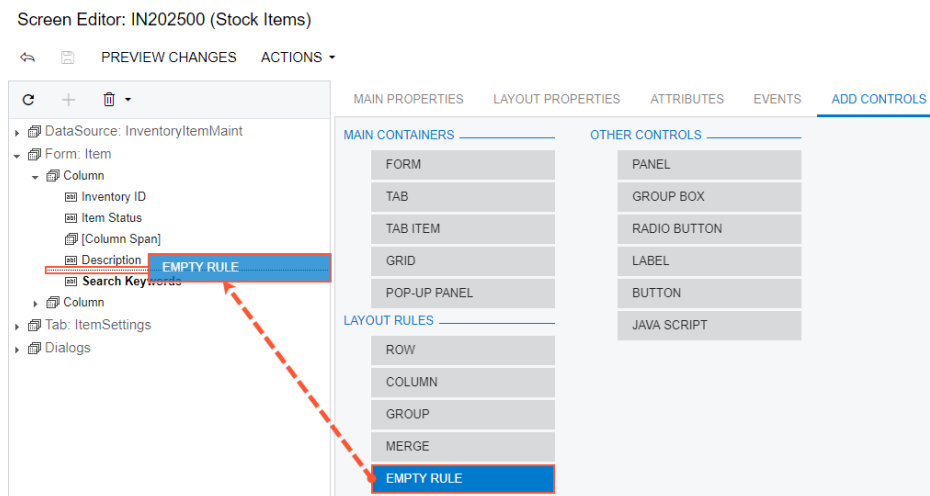 Screen Editor: IN202500 (Stock Items)
PREVIEW CHANGES ACTIONS
DataSource: InventoryItemMaint
Form: Item
Column
Inventory ID
Item Status
[Column Span]
Description
EMPTY RULE
Search Keywords
Column
Tab: ItemSettings
Dialogs
MAIN PROPERTIES LAYOUT PROPERTIES ATTRIBUTES EVENTS ADD CONTROLS
MAIN CONTAINERS
FORM
TAB
TAB ITEM
GRID
POP-UP PANEL
LAYOUT RULES
ROW
COLUMN
GROUP
MERGE
EMPTY RULE
OTHER CONTROLS
PANEL
GROUP BOX
RADIO BUTTON
LABEL
BUTTON
JAVA SCRIPT